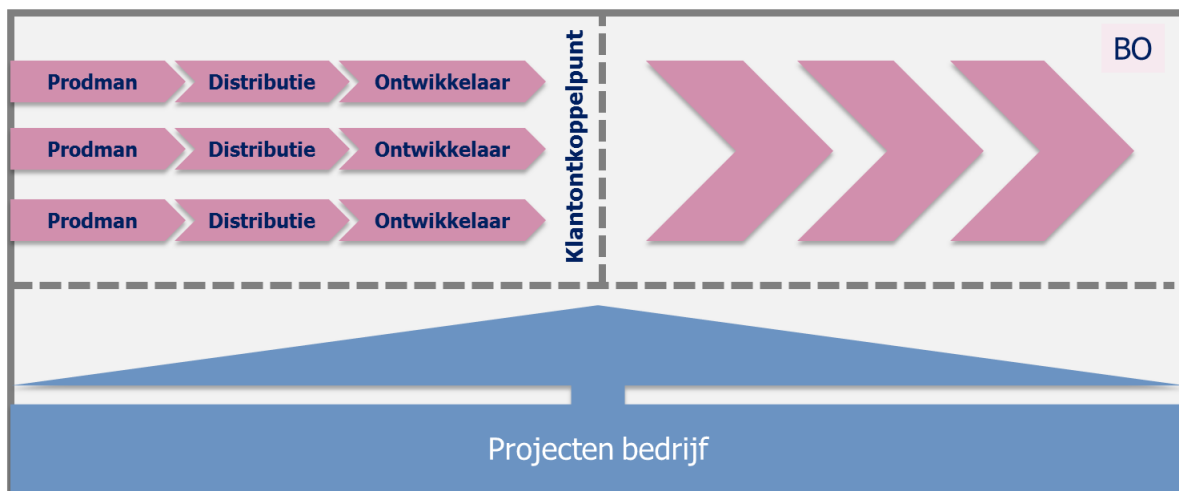 BO
Prodman Distributie Ontwikkelaar
Prodman Distributie Ontwikkelaar
Prodman Distributie Ontwikkelaar
Klantontkoppelpunt
Projecten bedrijf